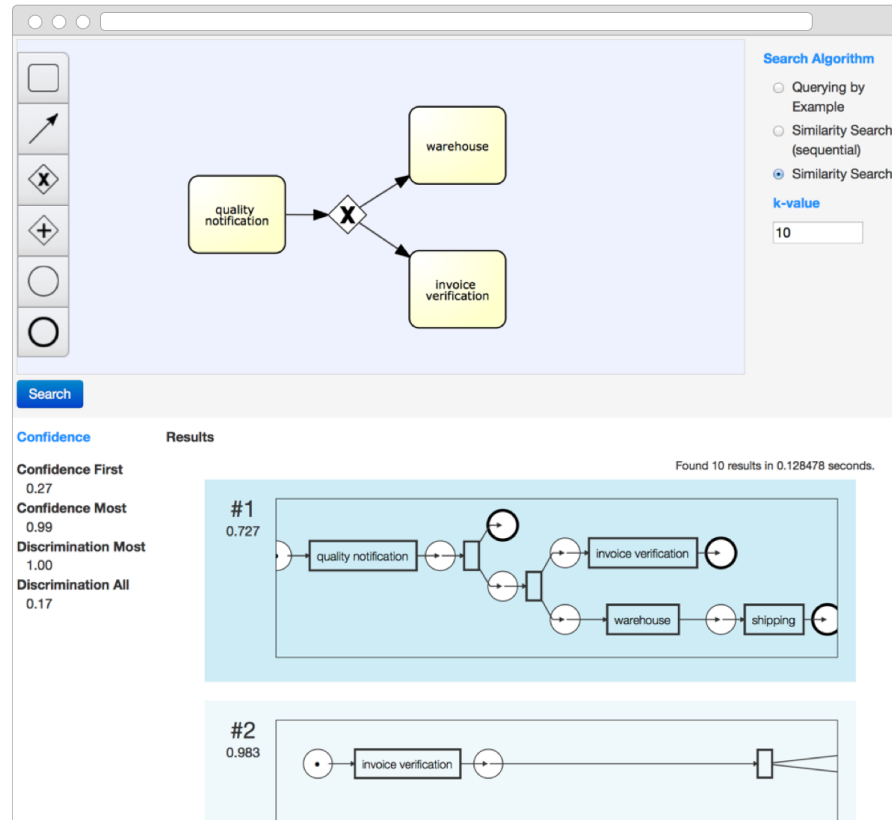 Search Algorithm
Querying by
Example
Similarity Search
(sequential)
Similarity Search
k-value
10
warehouse
quality
notification
X
X
invoice
verification
Search
Confidence
Results
Confidence First
0.27
Confidence Most
0.99
Discrimination Most
1.00
Discrimination All
0.17
Found 10 results in 0.128478 seconds.
#1
0.727
quality notification
invoice verification
warehouse
shipping
#2
0.983
invoice verification